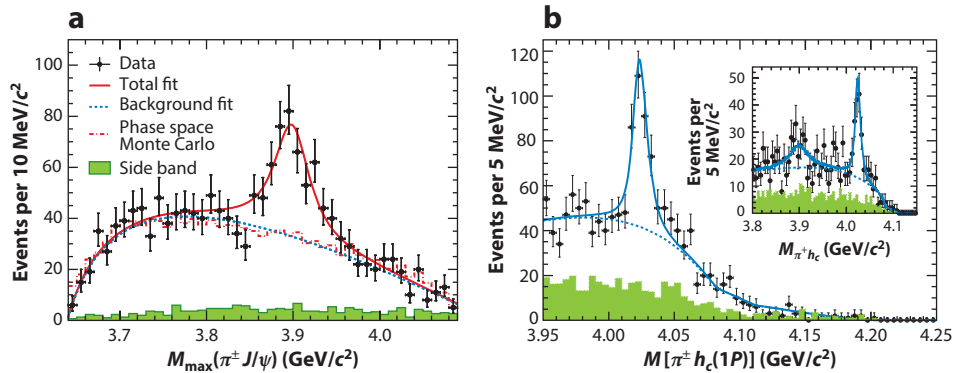 a
Events per 10 MeV/c²
100
80
60
40
20
0
Data
Total fit
Background fit
Phase space
Monte Carlo
Side band
3.7 3.8 3.9 4.0
M_max(π± J/ψ) (GeV/c²)
b
Events per 5 MeV/c²
120
100
80
60
40
20
0
3.95 4.00 4.05 4.10 4.15 4.20 4.25
M [π± h_c(1P)] (GeV/c²)
Events per
5 MeV/c²
50
40
30
20
10
0
3.8 3.9 4.0 4.1
M_π⁺h_c (GeV/c²)